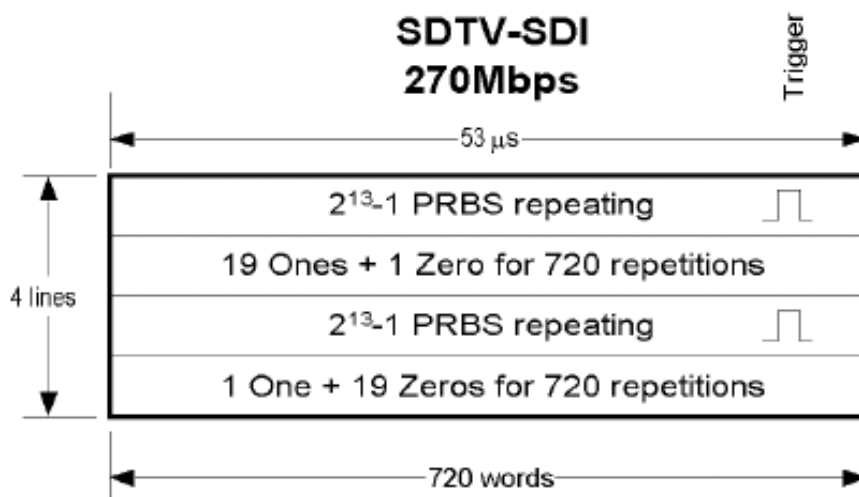 SDTV-SDI
270Mbps
Trigger
53 μs
2¹³-1 PRBS repeating
19 Ones + 1 Zero for 720 repetitions
4 lines
2¹³-1 PRBS repeating
1 One + 19 Zeros for 720 repetitions
720 words